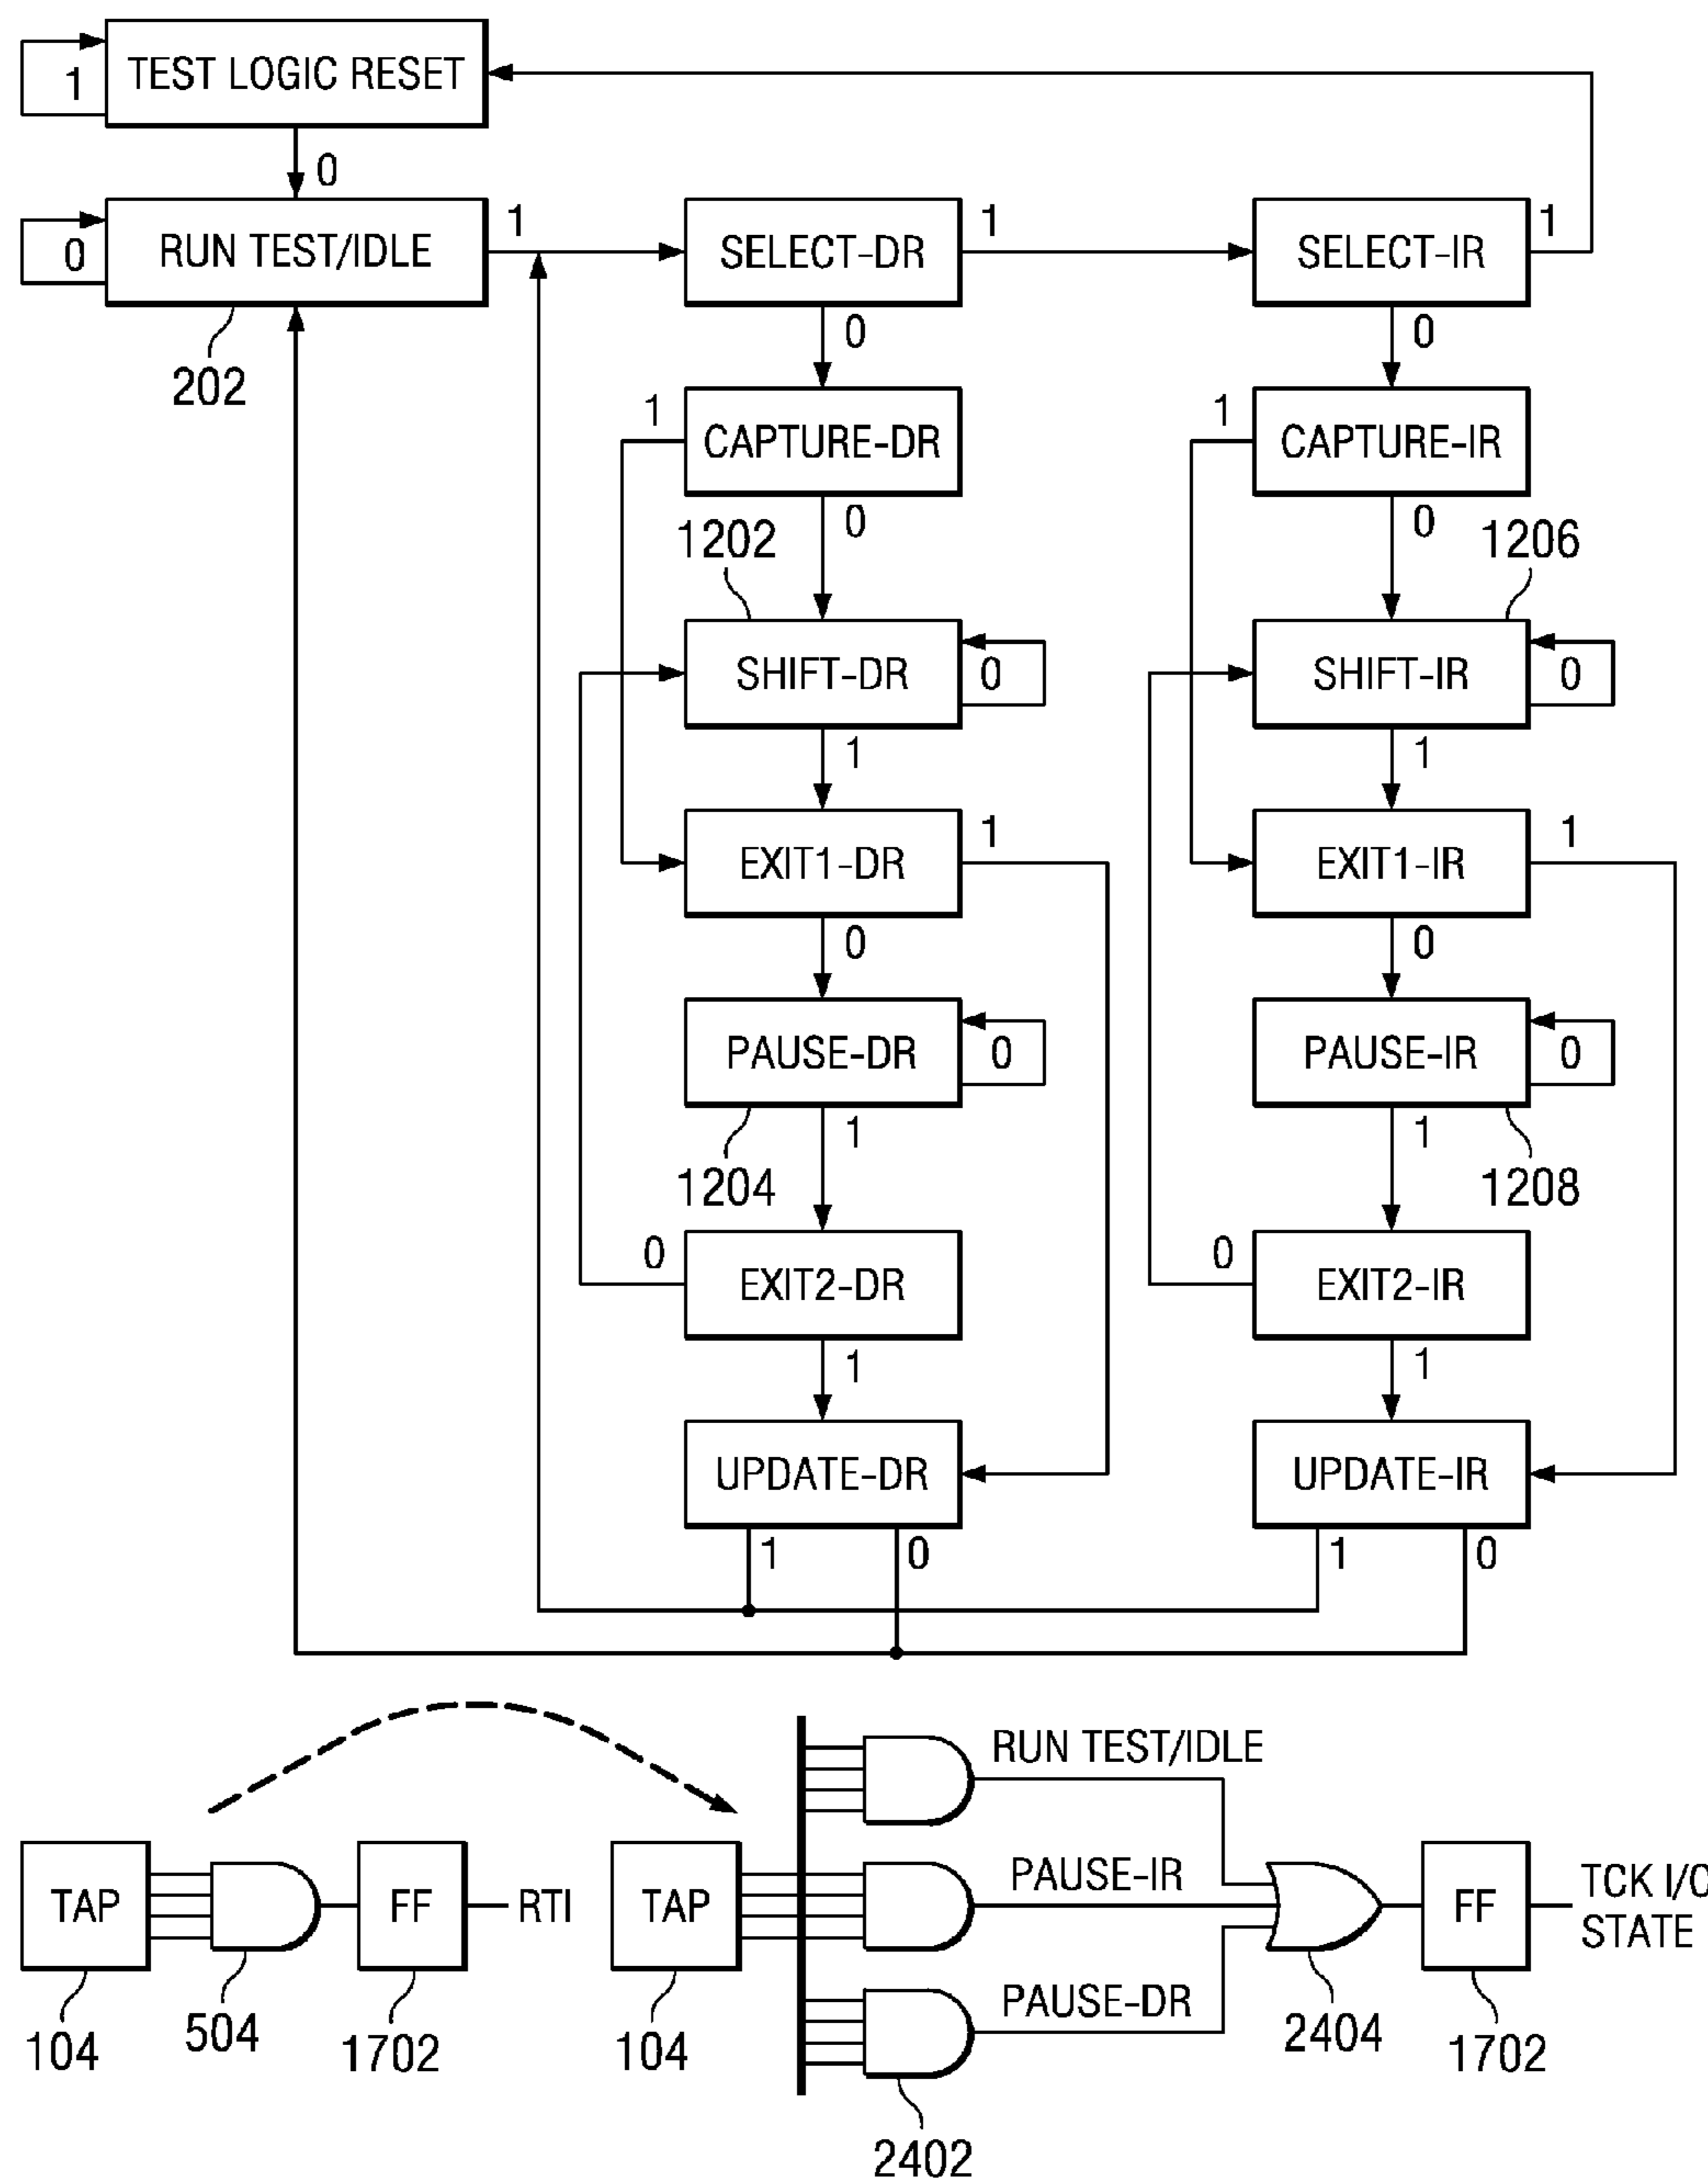 TEST LOGIC RESET
1
0
RUN TEST/IDLE
0
1
SELECT-DR
1
SELECT-IR
1
202
0
0
1
CAPTURE-DR
1
CAPTURE-IR
0
0
1202
1206
SHIFT-DR
0
SHIFT-IR
0
1
1
EXIT1-DR
1
EXIT1-IR
1
0
0
PAUSE-DR
0
PAUSE-IR
0
1204
1
1
1208
0
EXIT2-DR
0
EXIT2-IR
1
1
UPDATE-DR
UPDATE-IR
1
0
1
0
RUN TEST/IDLE
TAP
FF
RTI
TAP
PAUSE-IR
FF
TCK I/O
STATE
PAUSE-DR
104
504
1702
104
2404
1702
2402